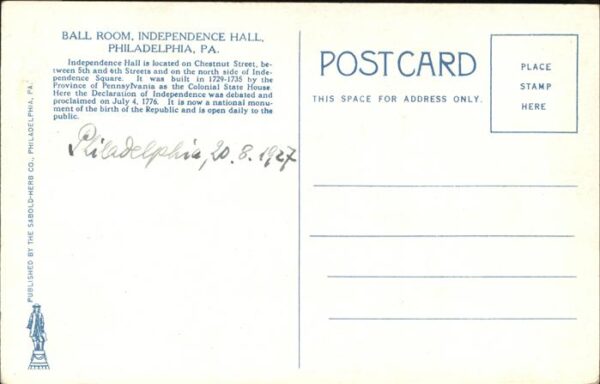 BALL ROOM, INDEPENDENCE HALL,
PHILADELPHIA, PA.
Independence Hall is located on Chestnut Street, be-
tween 5th and 6th Streets and on the north side of Inde-
pendence Square. It was built in 1729-1735 by the
Province of Pennsylvania as the Colonial State House.
Here the Declaration of Independence was debated and
proclaimed on July 4, 1776. It is now a national monu-
ment of the birth of the Republic and is open daily to the
public.
Philadelphia, 20. 8. 1927
PUBLISHED BY THE SABOLD-HERB CO., PHILADELPHIA, PA.
POSTCARD
THIS SPACE FOR ADDRESS ONLY.
PLACE
STAMP
HERE